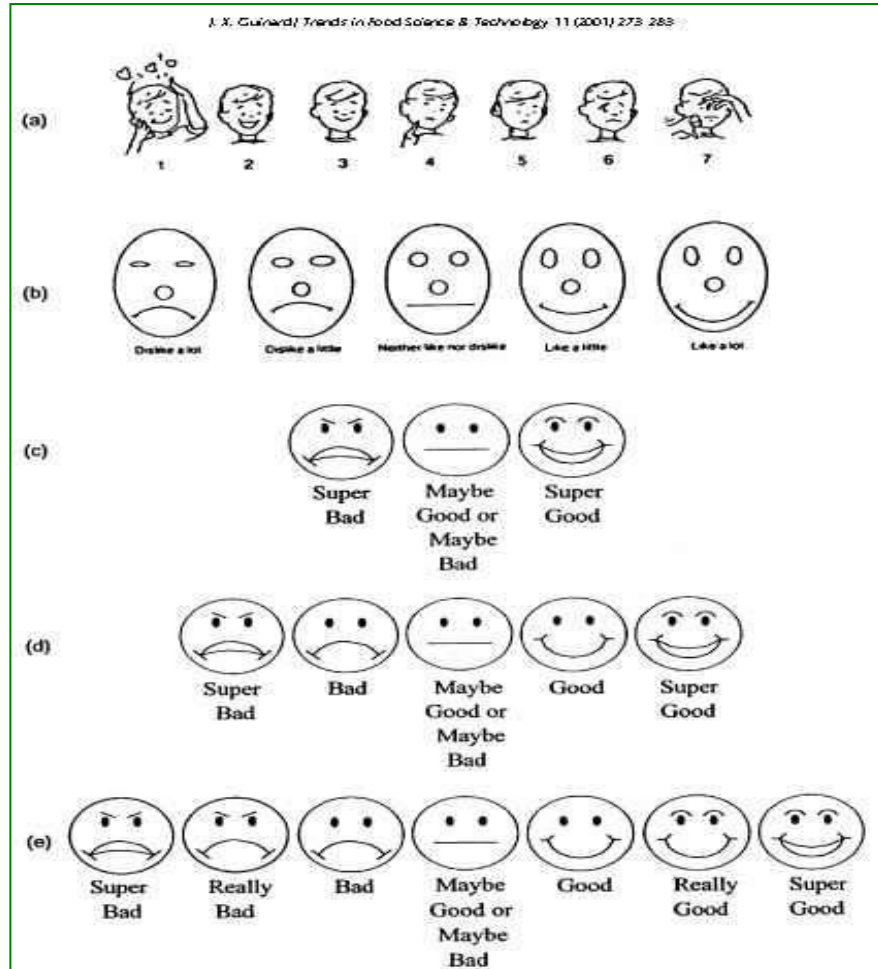 J. X. Guinard / Trends in Food Science & Technology 11 (2001) 273-283
(a)
1 2 3 4 5 6 7
(b)
Dislike a lot Dislike a little Neither like nor dislike Like a little Like a lot
(c)
Super Maybe Super
Bad Good or Good
Maybe
Bad
(d)
Super Bad Maybe Good Super
Bad Good or Good
Maybe
Bad
(e)
Super Really Bad Maybe Good Really Super
Bad Bad Good or Good Good
Maybe
Bad